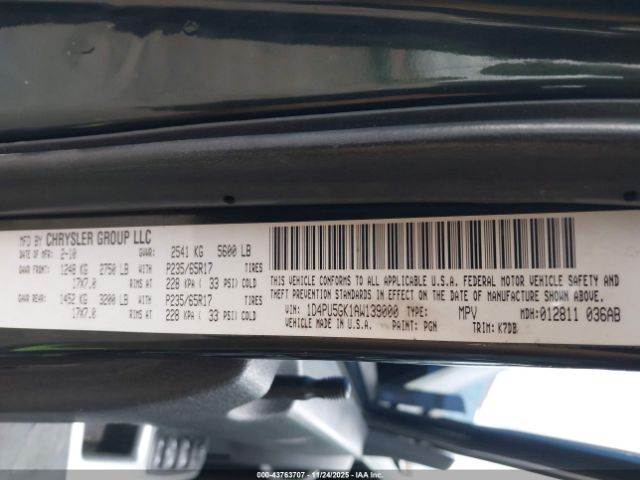 MFD BY CHRYSLER GROUP LLC
DATE OF MFR: 2-10 GVWR: 2541 KG 5600 LB
GAWR FRONT: 1248 KG 2750 LB WITH P235/65R17 TIRES
17X7.0 RIMS AT 228 KPA ( 33 PSI) COLD
GAWR REAR: 1452 KG 3200 LB WITH P235/65R17 TIRES
17X7.0 RIMS AT 228 KPA ( 33 PSI) COLD
THIS VEHICLE CONFORMS TO ALL APPLICABLE U.S.A. FEDERAL MOTOR VEHICLE SAFETY AND
THEFT PREVENTION STANDARDS IN EFFECT ON THE DATE OF MANUFACTURE SHOWN ABOVE.
VIN: 1D4PU5GK1AW139000 TYPE: MPV MDH: 012811 036AB
VEHICLE MADE IN U.S.A. PAINT: PGN TRIM: K7DB
000-43763707 - 11/24/2025 - IAAI.COM